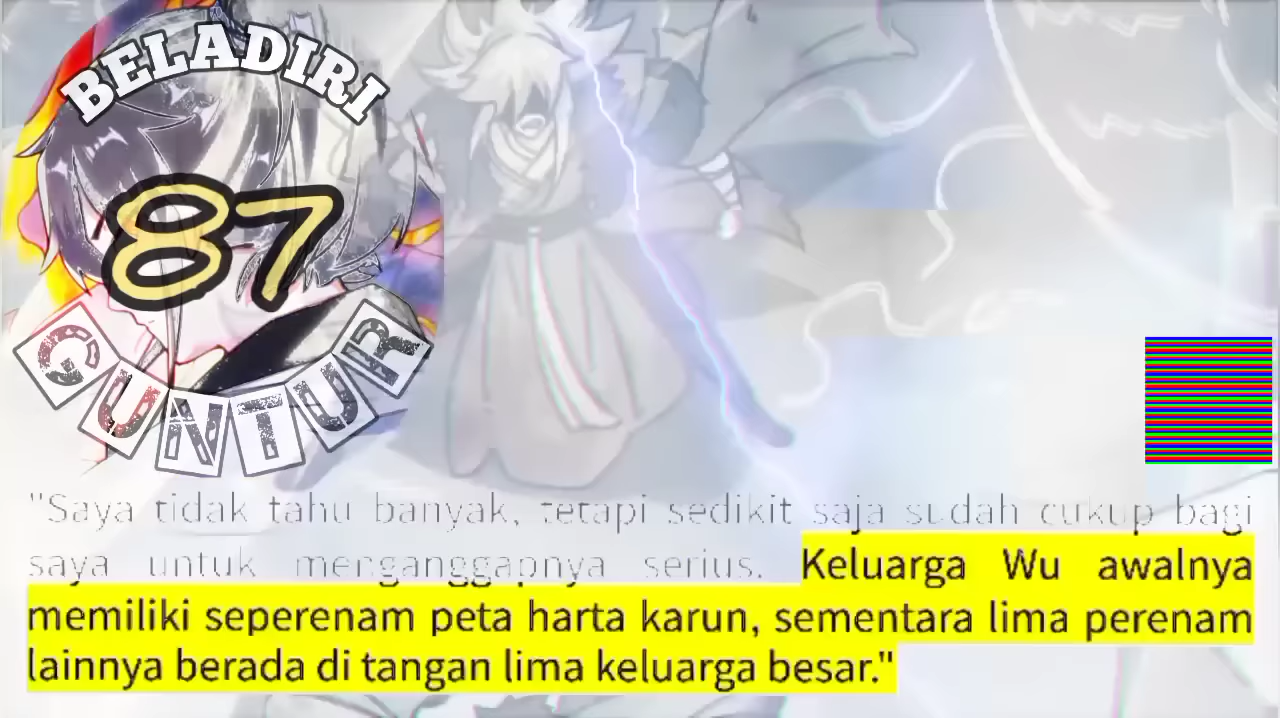 BELADIRI
87
GUNTUR
"Saya tidak tahu banyak, tetapi sedikit saja sudah cukup bagi
saya untuk menganggapnya serius. Keluarga Wu awalnya
memiliki seperenam peta harta karun, sementara lima perenam
lainnya berada di tangan lima keluarga besar."